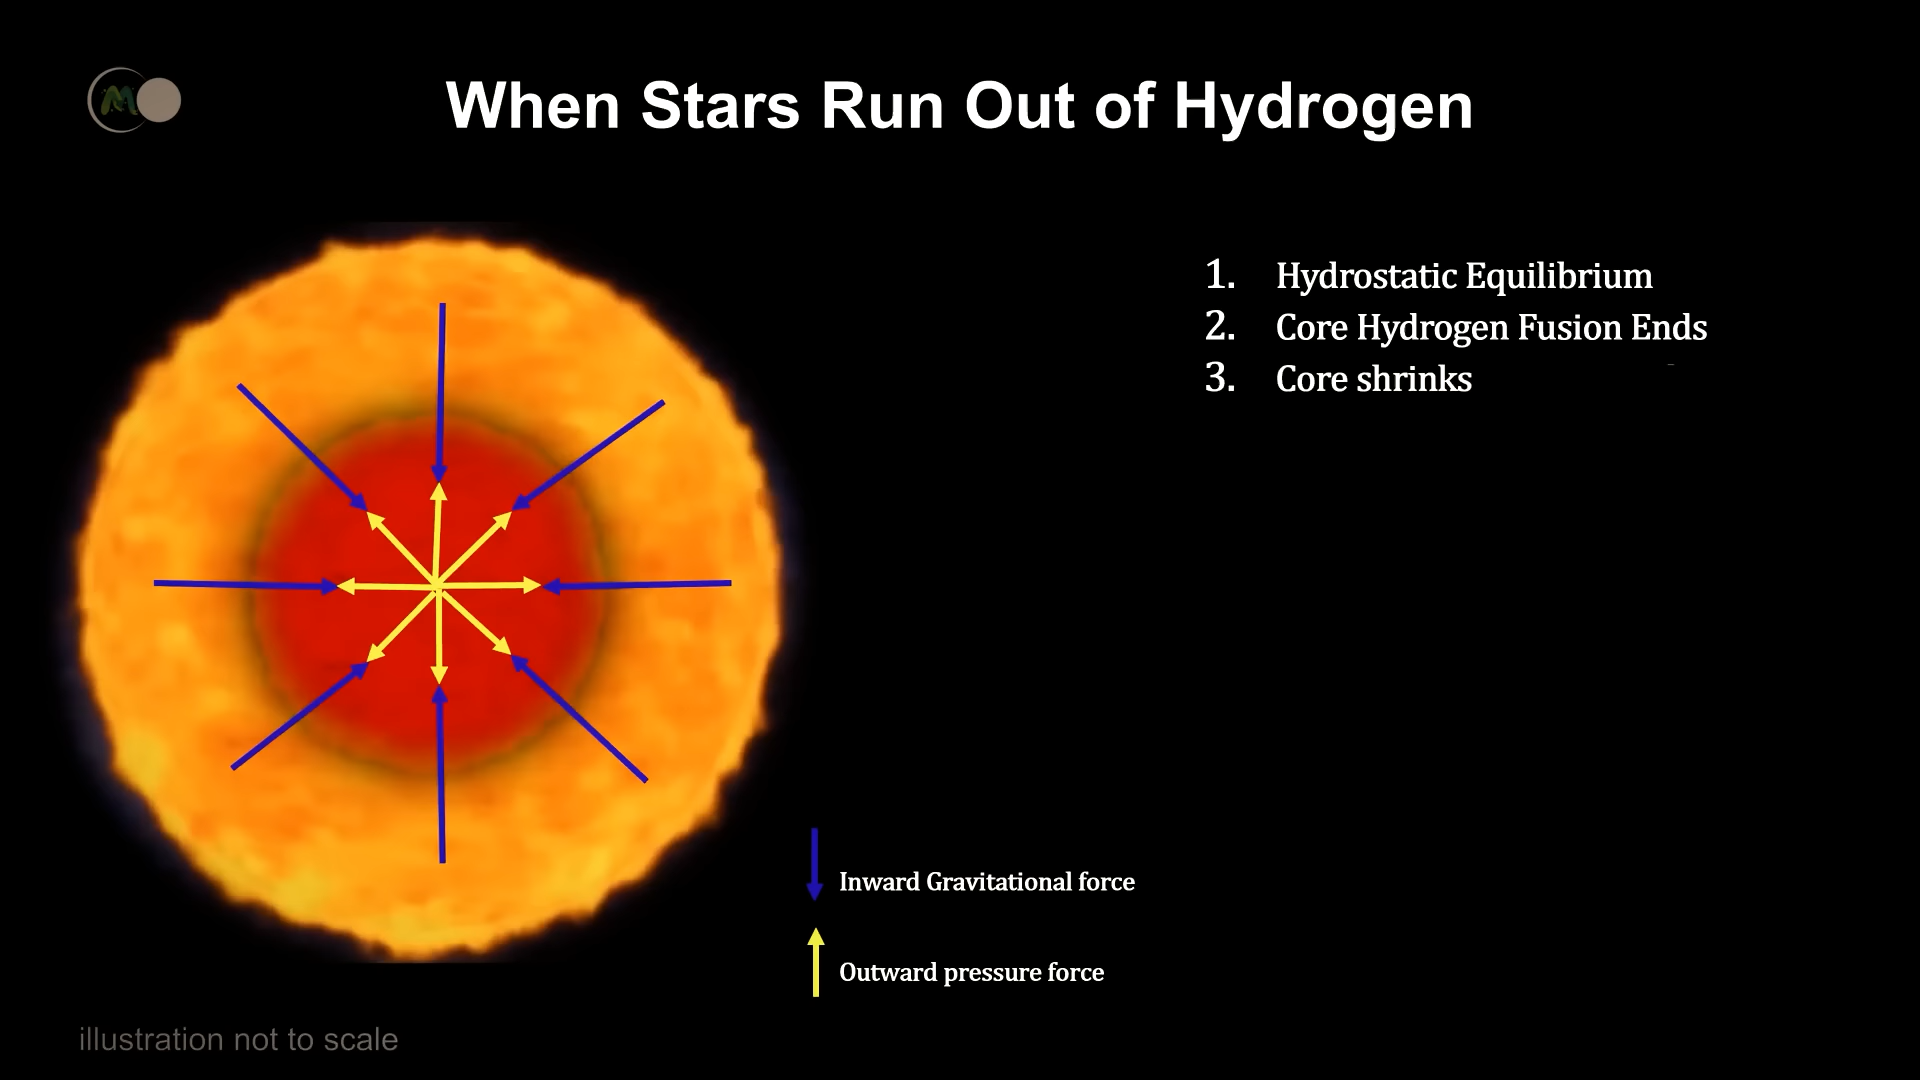 M
When Stars Run Out of Hydrogen
1. Hydrostatic Equilibrium
2. Core Hydrogen Fusion Ends
3. Core shrinks
Inward Gravitational force
Outward pressure force
illustration not to scale